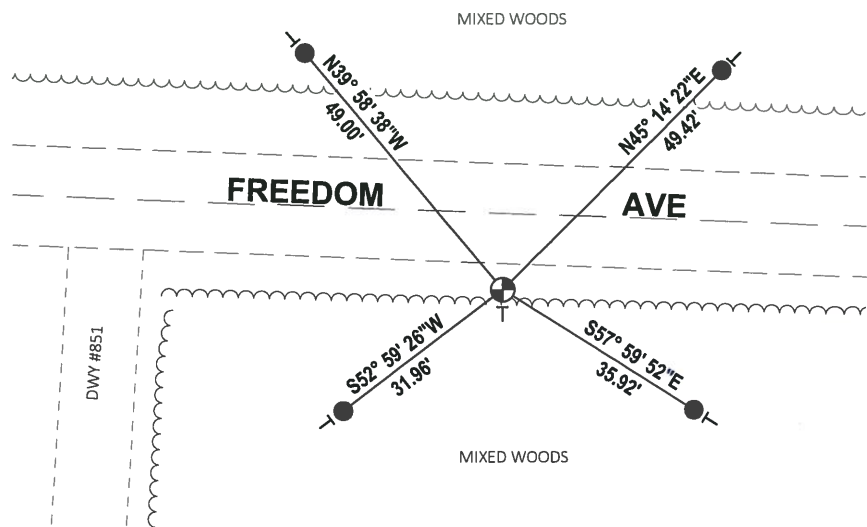 MIXED WOODS
N39° 58' 38"W
49.00'
N45° 14' 22"E
49.42'
FREEDOM AVE
DWY #851
S52° 59' 26"W
31.96'
S57° 59' 52"E
35.92'
MIXED WOODS